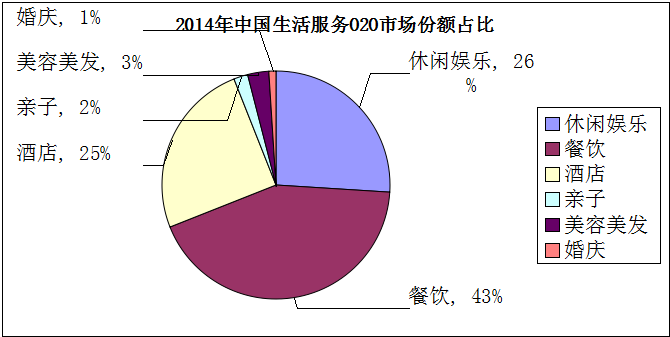 2014年中国生活服务O2O市场份额占比
婚庆, 1%
美容美发, 3%
亲子, 2%
酒店, 25%
休闲娱乐, 26
%
餐饮, 43%
休闲娱乐
餐饮
酒店
亲子
美容美发
婚庆